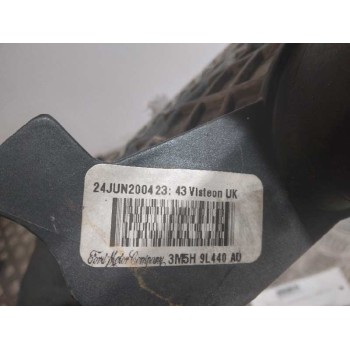 24JUN2004 23: 43 Visteon UK
Ford Motor Company. 3M5H 9L440 AD